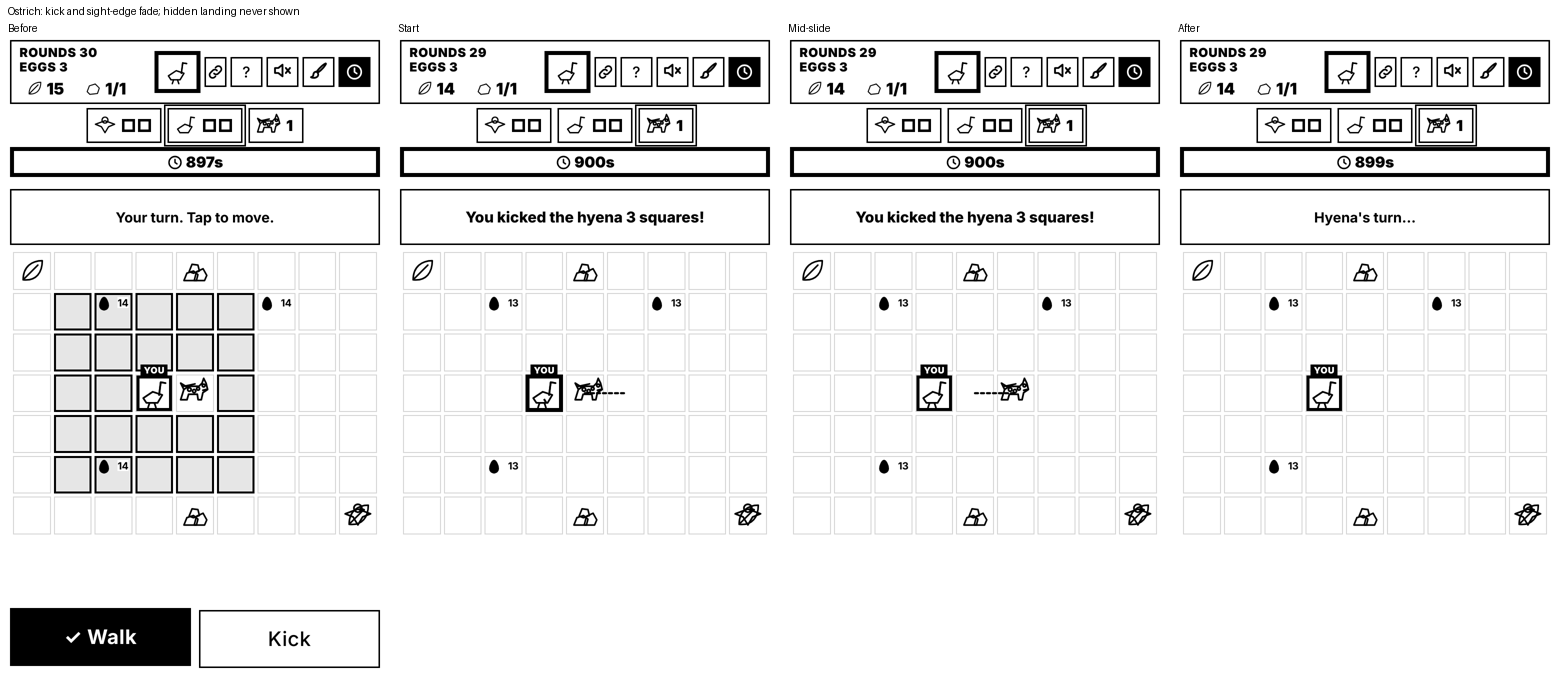 Ostrich: kick and sight-edge fade; hidden landing never shown
Before
ROUNDS 30
EGGS 3
15 1/1
?
1
897s
Your turn. Tap to move.
14 14
YOU
14
✓ Walk
Kick
Start
ROUNDS 29
EGGS 3
14 1/1
?
1
900s
You kicked the hyena 3 squares!
13 13
YOU
13
Mid-slide
ROUNDS 29
EGGS 3
14 1/1
?
1
900s
You kicked the hyena 3 squares!
13 13
YOU
13
After
ROUNDS 29
EGGS 3
14 1/1
?
1
899s
Hyena's turn...
13 13
YOU
13